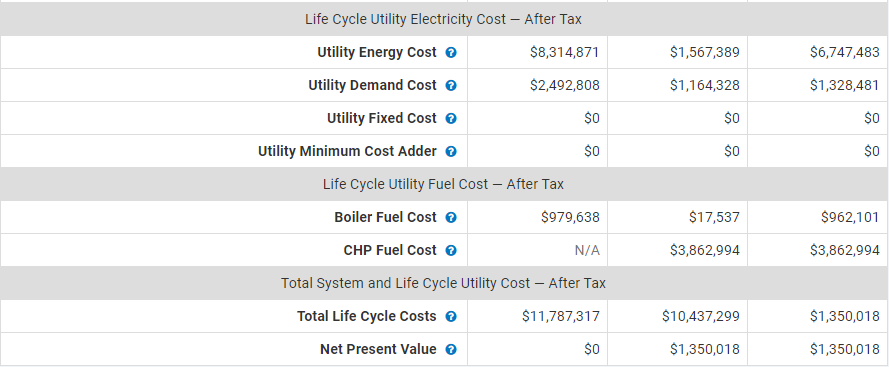 Life Cycle Utility Electricity Cost — After Tax
Utility Energy Cost ? $8,314,871 $1,567,389 $6,747,483
Utility Demand Cost ? $2,492,808 $1,164,328 $1,328,481
Utility Fixed Cost ? $0 $0 $0
Utility Minimum Cost Adder ? $0 $0 $0
Life Cycle Utility Fuel Cost — After Tax
Boiler Fuel Cost ? $979,638 $17,537 $962,101
CHP Fuel Cost ? N/A $3,862,994 $3,862,994
Total System and Life Cycle Utility Cost — After Tax
Total Life Cycle Costs ? $11,787,317 $10,437,299 $1,350,018
Net Present Value ? $0 $1,350,018 $1,350,018